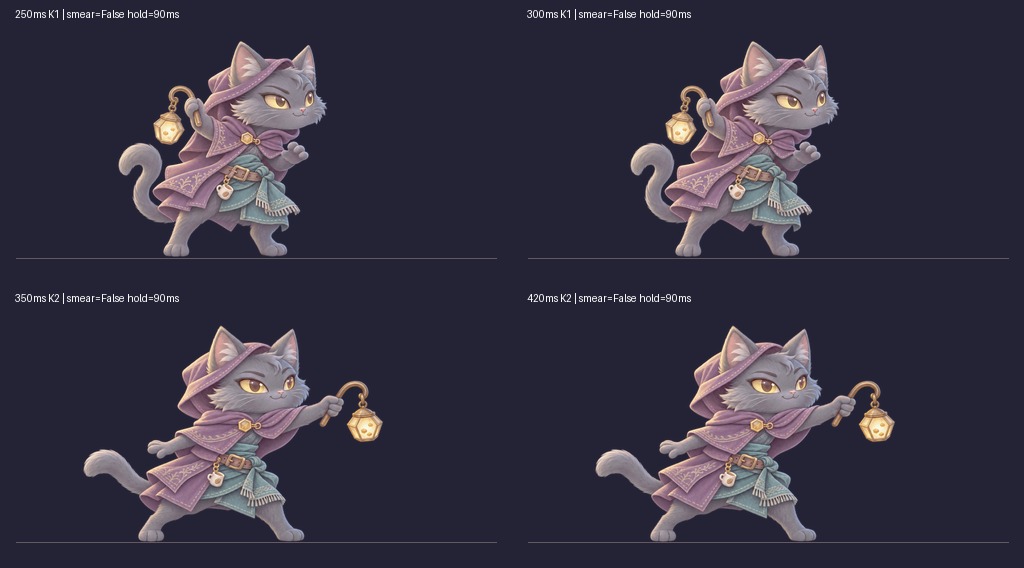 250ms K1 | smear=False hold=90ms
300ms K1 | smear=False hold=90ms
350ms K2 | smear=False hold=90ms
420ms K2 | smear=False hold=90ms